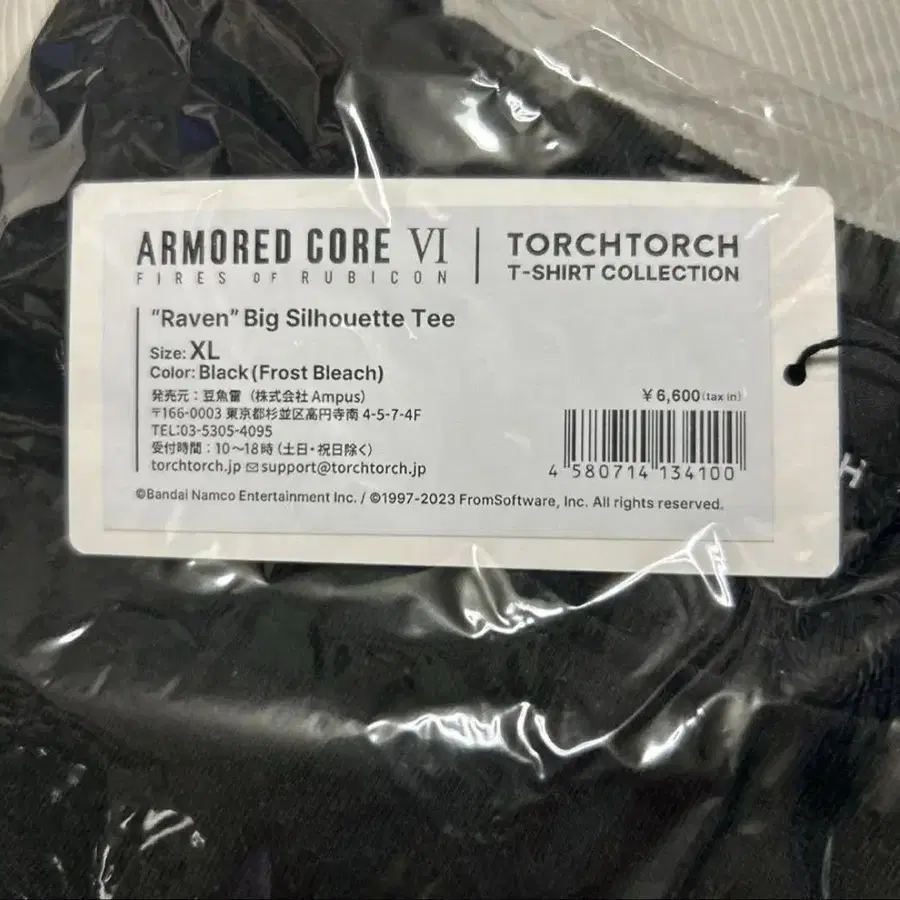 ARMORED CORE VI
FIRES OF RUBICON
TORCHTORCH
T-SHIRT COLLECTION
“Raven” Big Silhouette Tee
Size: XL
Color: Black (Frost Bleach)
発売元：豆魚雷（株式会社 Ampus）
〒166-0003 東京都杉並区高円寺南 4-5-7-4F
TEL:03-5305-4095
受付時間：10〜18時（土日・祝日除く）
torchtorch.jp ✉support@torchtorch.jp
￥6,600(tax in)
4 580714 134100
©Bandai Namco Entertainment Inc. / ©1997-2023 FromSoftware, Inc. All rights reserved.
H